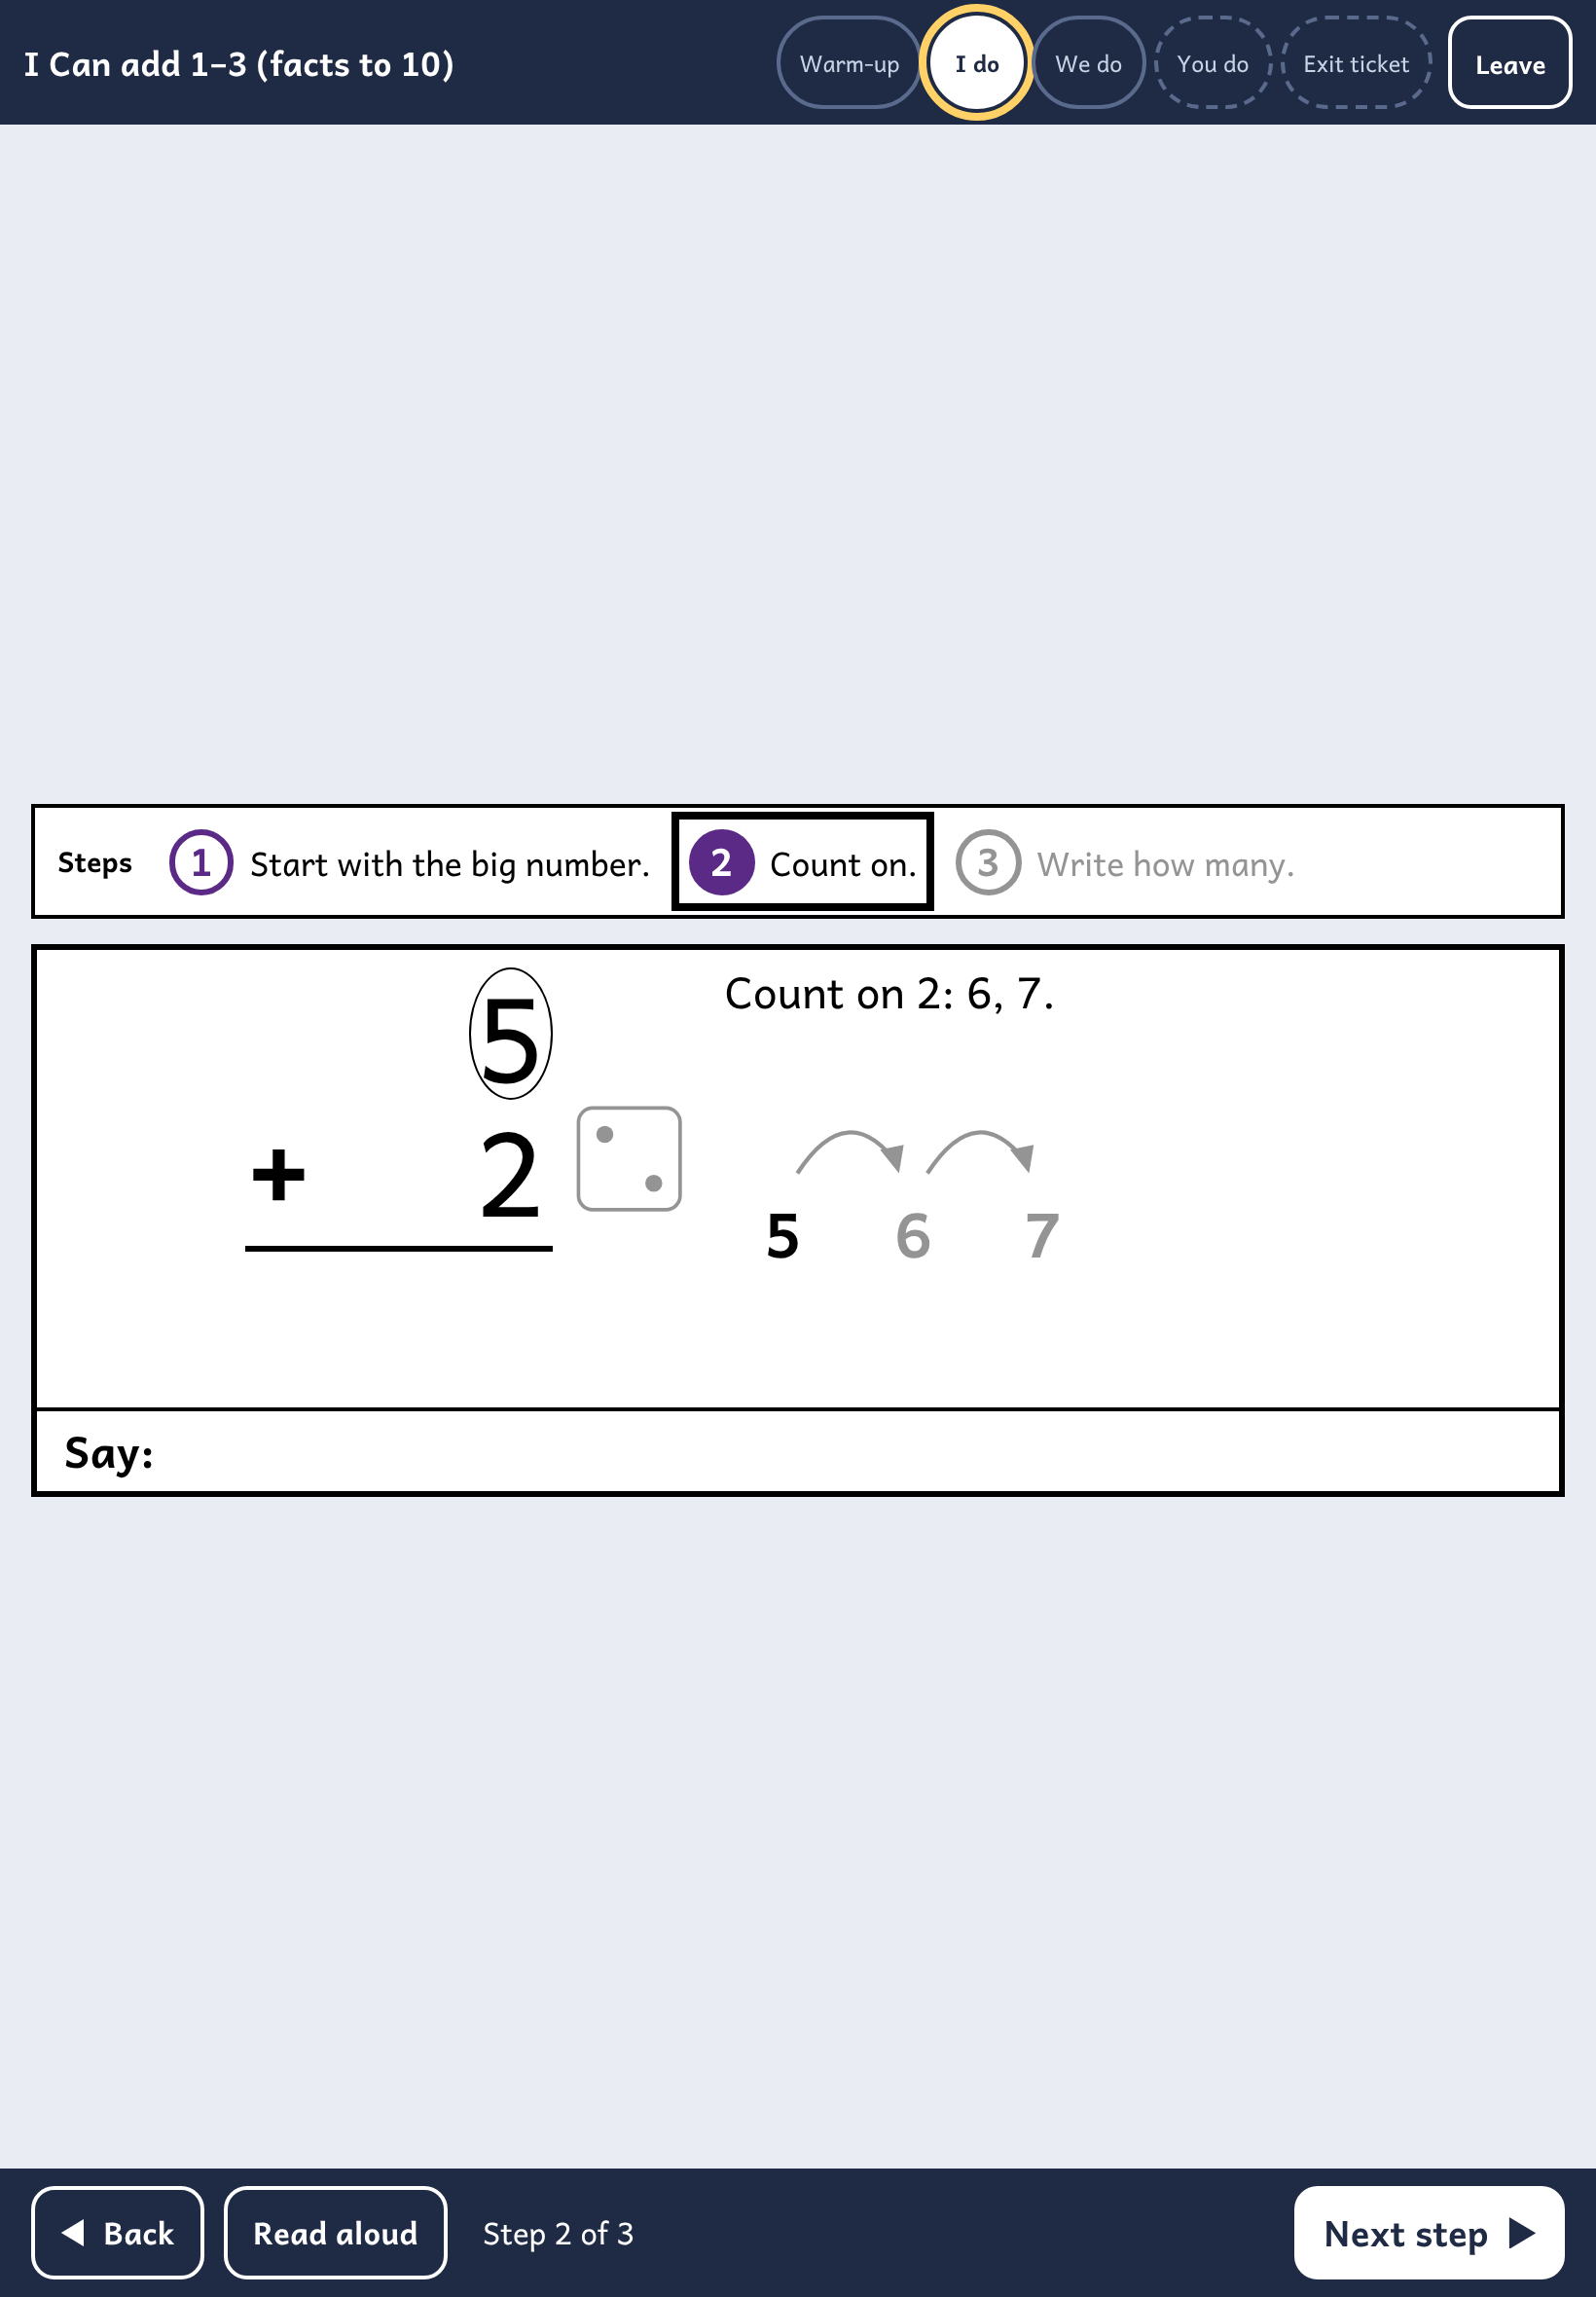 I Can add 1–3 (facts to 10)
Warm-up
I do
We do
You do
Exit ticket
Leave
Steps 1 Start with the big number. 2 Count on. 3 Write how many.
Count on 2: 6, 7.
5
+ 2
5 6 7
Say:
Back
Read aloud
Step 2 of 3
Next step